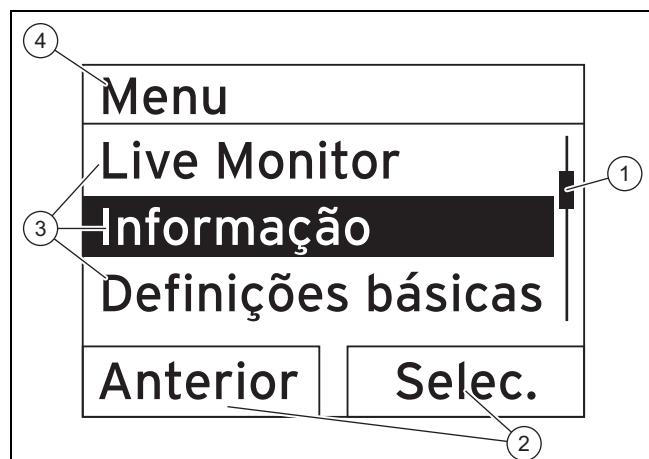 4
Menu
Live Monitor
1
3
Informação
Definições básicas
Anterior Selec.
2